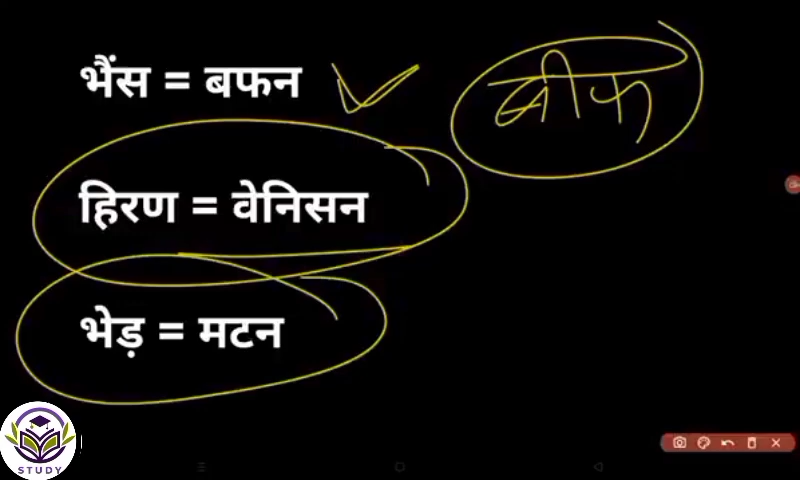 भैंस = बफन
बीफ
हिरण = वेनिसन
भेड़ = मटन
STUDY